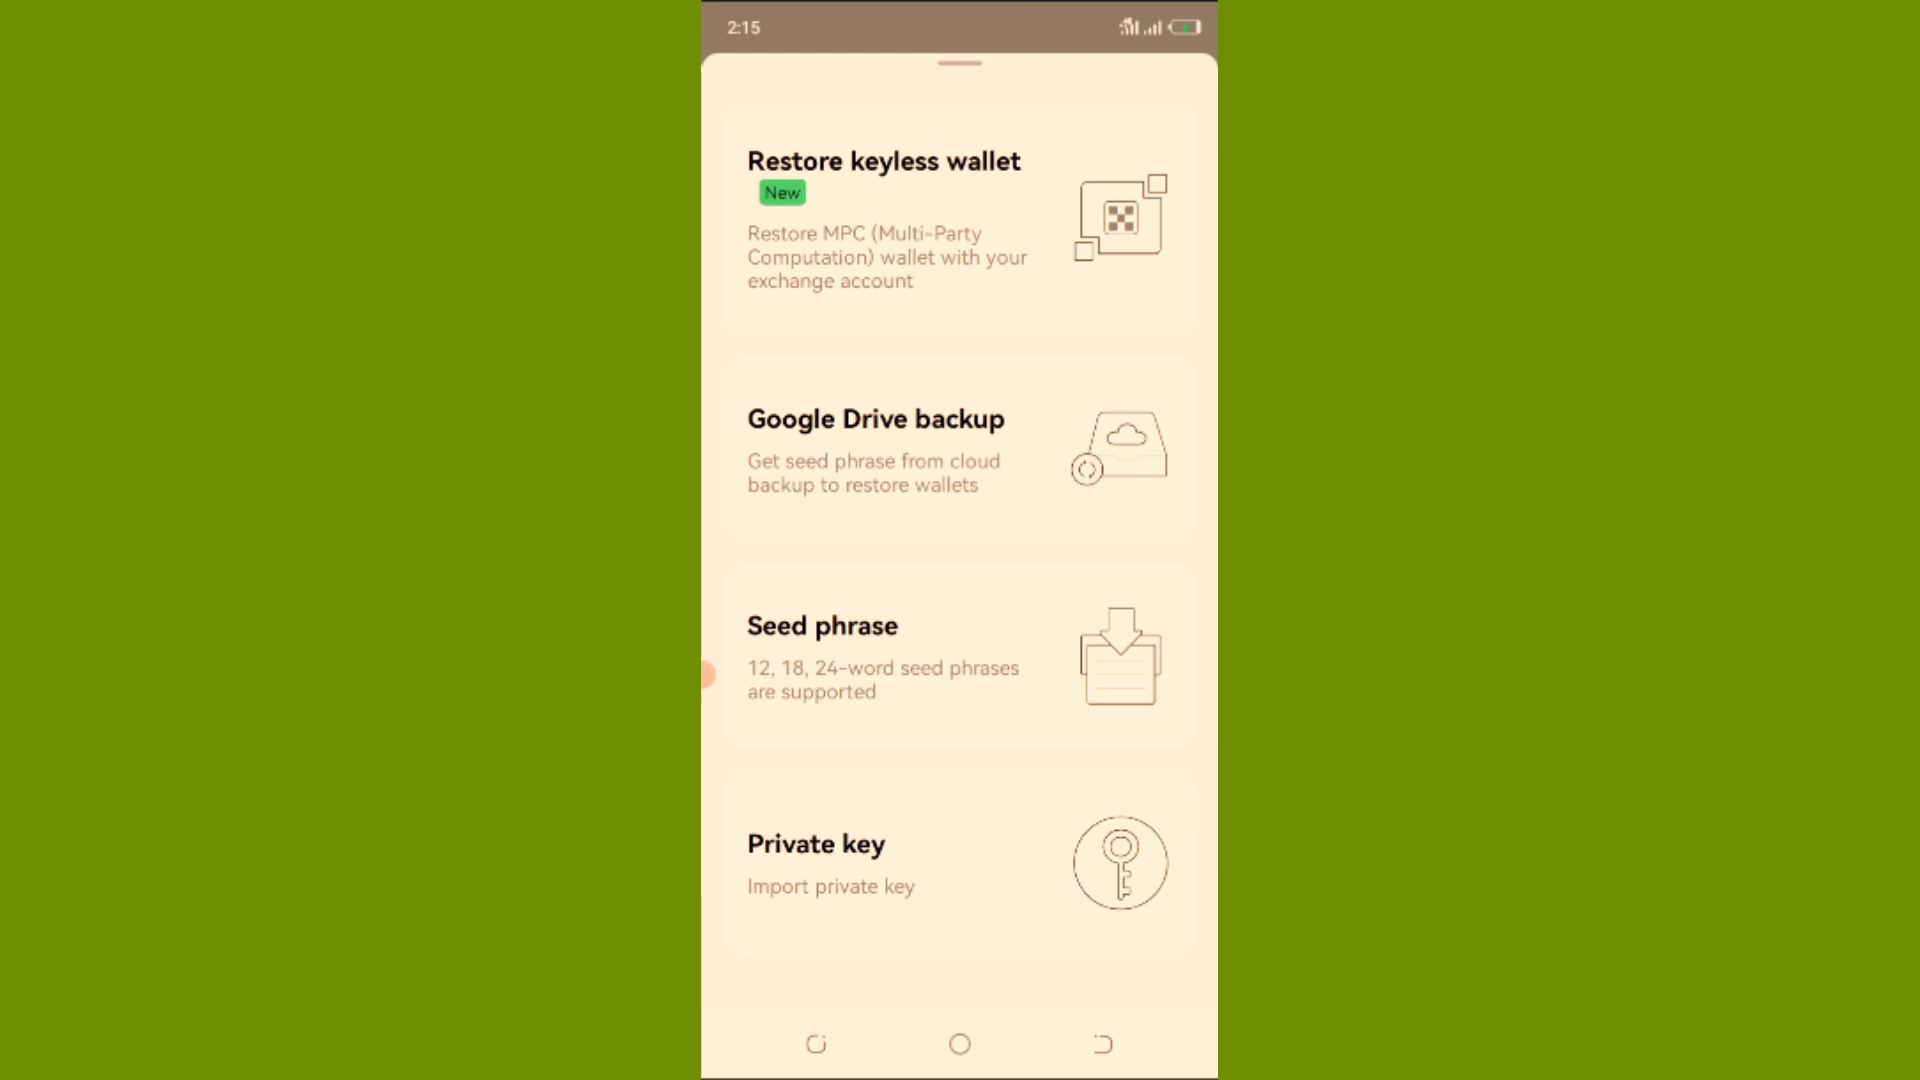 2:15
Restore keyless wallet
New
Restore MPC (Multi-Party
Computation) wallet with your
exchange account
Google Drive backup
Get seed phrase from cloud
backup to restore wallets
Seed phrase
12, 18, 24-word seed phrases
are supported
Private key
Import private key